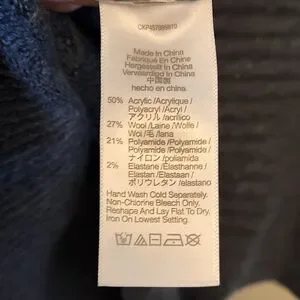 Made in China
Fabriqué En Chine
Hergestellt in China
Vervaardigd In China
中国製
hecho en china
50% Acrylic /Acrylique /
Polyacryl /Acryl /
アクリル /acrílico
27% Wool /Laine /Wolle /
Wol /毛 /lana
21% Polyamide /Polyamide /
Polyamide /Polyamide /
ナイロン /poliamida
2% Elastane /Elasthanne /
Elastan /Elastaan /
ポリウレタン /elastano
Hand Wash Cold Separately.
Non-Chlorine Bleach Only.
Reshape And Lay Flat To Dry.
Iron On Lowest Setting.